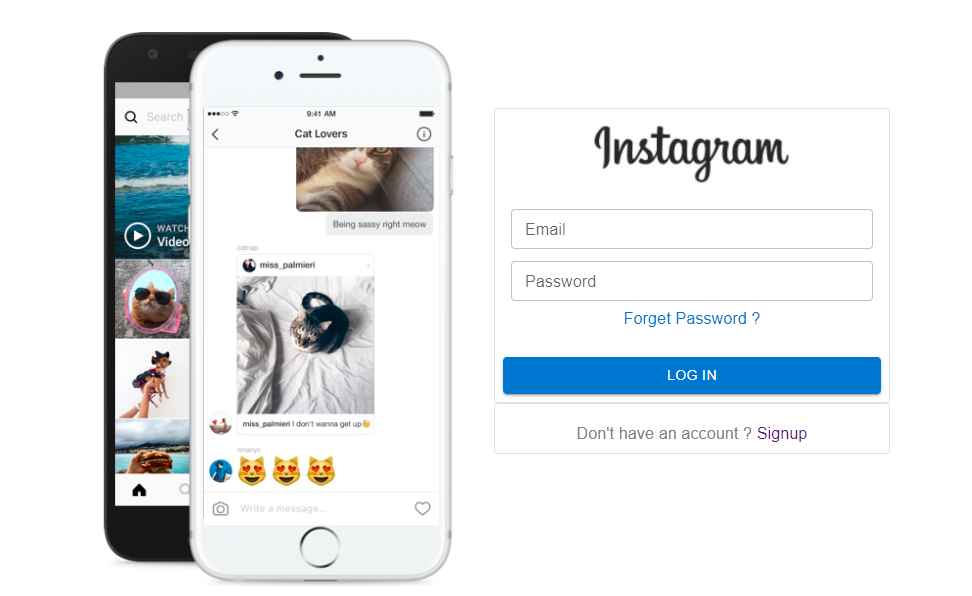 Search
WATCH
Video
9:41 AM
Cat Lovers
Being sassy right meow
catnap
miss_palmieri
miss_palmieri I don't wanna get up😴
ninanyc
😻😻😻
Write a message...
Instagram
Email
Password
Forget Password ?
LOG IN
Don't have an account ? Signup